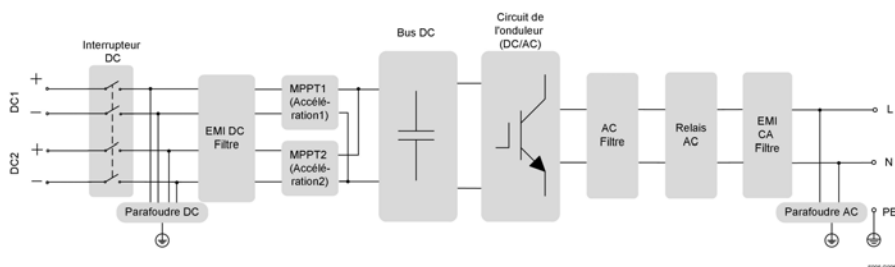 Interrupteur
DC
DC1
+
−
DC2
+
−
Parafoudre DC
EMI DC
Filtre
MPPT1
(Accélé-
ration1)
MPPT2
(Accélé-
ration2)
Bus DC
Circuit de
l'onduleur
(DC/AC)
AC
Filtre
Relais
AC
EMI
CA
Filtre
Parafoudre AC
L
N
PE